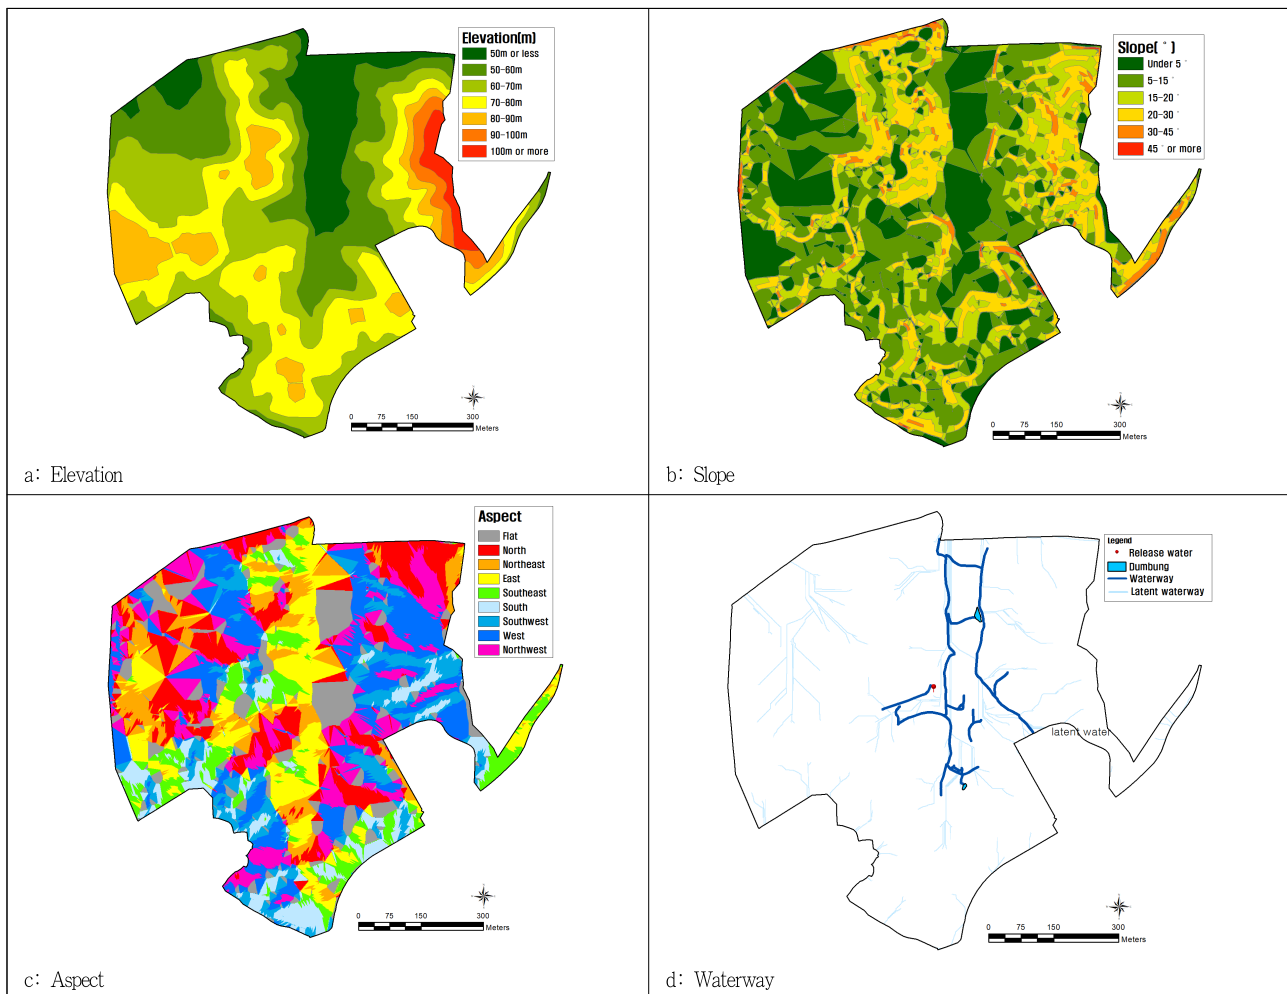 Elevation(m)
50m or less
50-60m
60-70m
70-80m
80-90m
90-100m
100m or more
0 75 150 300
Meters
a: Elevation
Slope( ° )
Under 5 °
5-15 °
15-20 °
20-30 °
30-45 °
45 ° or more
0 75 150 300
Meters
b: Slope
Aspect
Flat
North
Northeast
East
Southeast
South
Southwest
West
Northwest
0 75 150 300
Meters
c: Aspect
Legend
Release water
Dumbung
Waterway
Latent waterway
latent water
0 75 150 300
Meters
d: Waterway